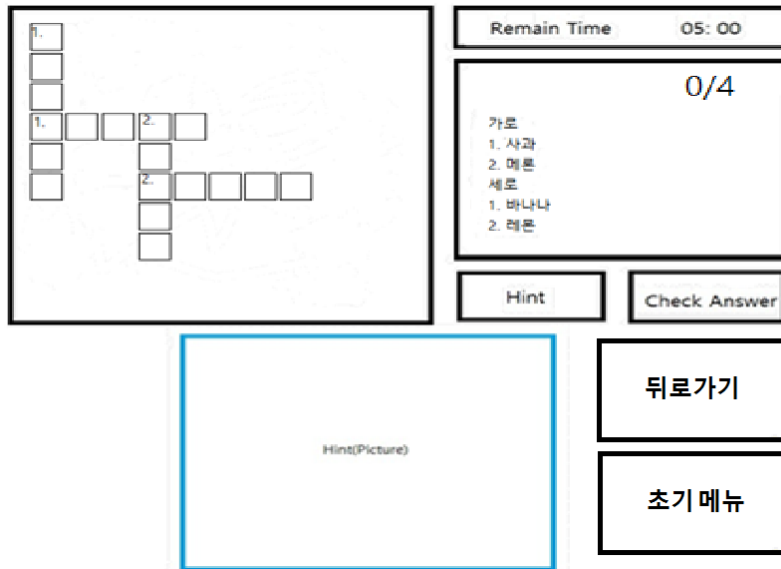 1.
1.
2.
2.
Remain Time 05: 00
0/4
가로
1. 사과
2. 메론
세로
1. 바나나
2. 레몬
Hint
Check Answer
Hint(Picture)
뒤로가기
초기 메뉴